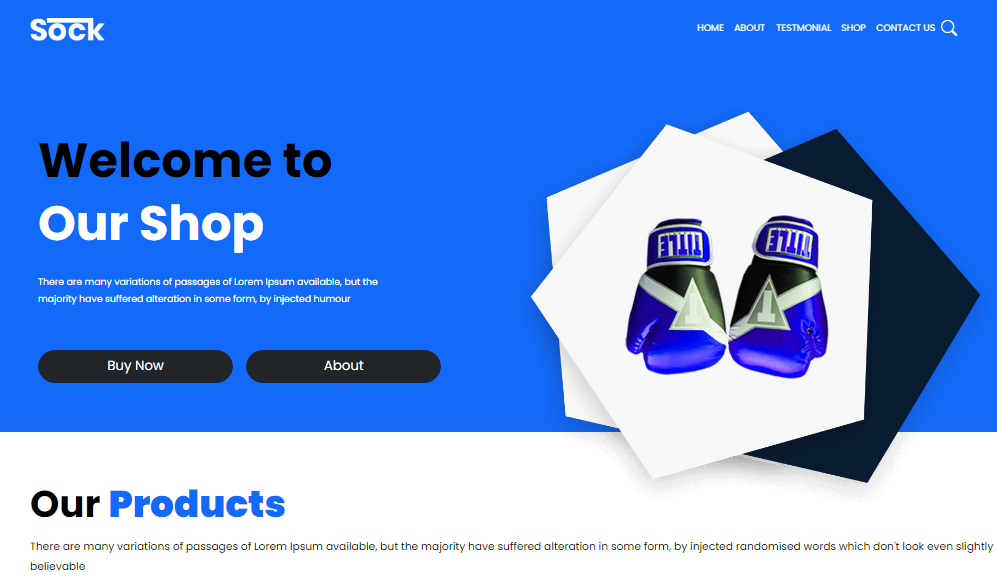 Sock
HOME ABOUT TESTMONIAL SHOP CONTACT US
Welcome to
Our Shop
There are many variations of passages of Lorem Ipsum available, but the
majority have suffered alteration in some form, by injected humour
Buy Now About
TITLE TITLE
Our Products
There are many variations of passages of Lorem Ipsum available, but the majority have suffered alteration in some form, by injected randomised words which don't look even slightly
believable